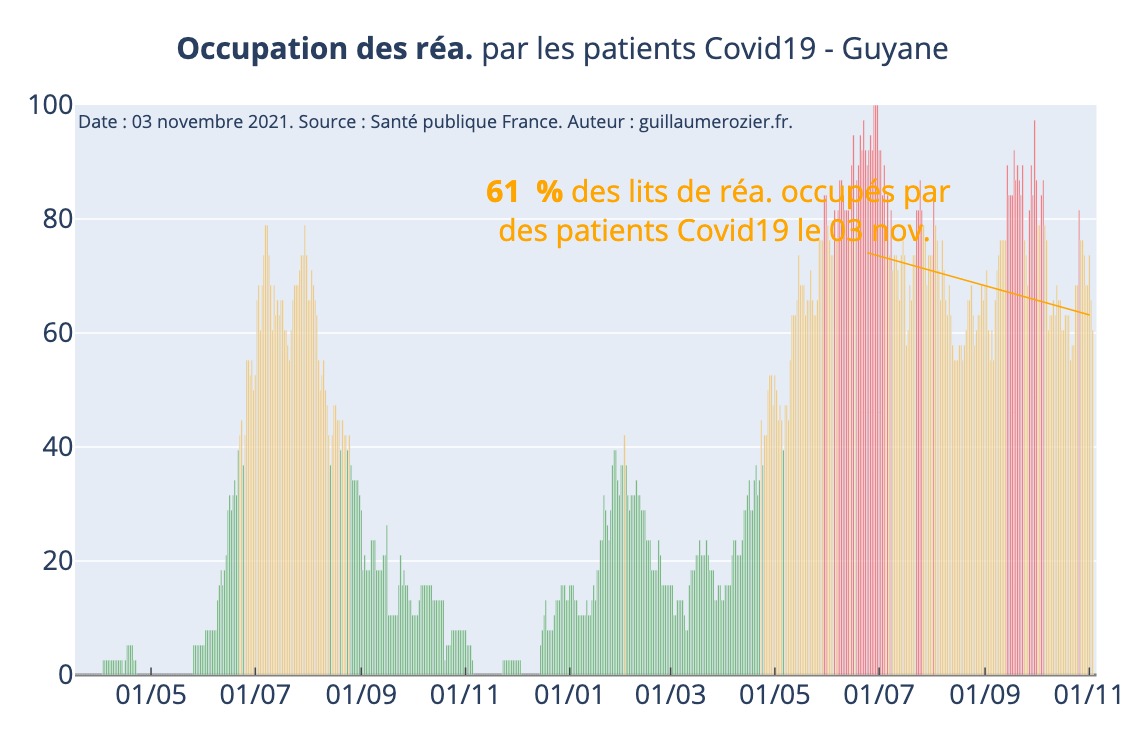 Occupation des réa. par les patients Covid19 - Guyane
100
Date : 03 novembre 2021. Source : Santé publique France. Auteur : guillaumerozier.fr.
61 % des lits de réa. occupés par
des patients Covid19 le 03 nov.
80
60
40
20
0
01/05 01/07 01/09 01/11 01/01 01/03 01/05 01/07 01/09 01/11